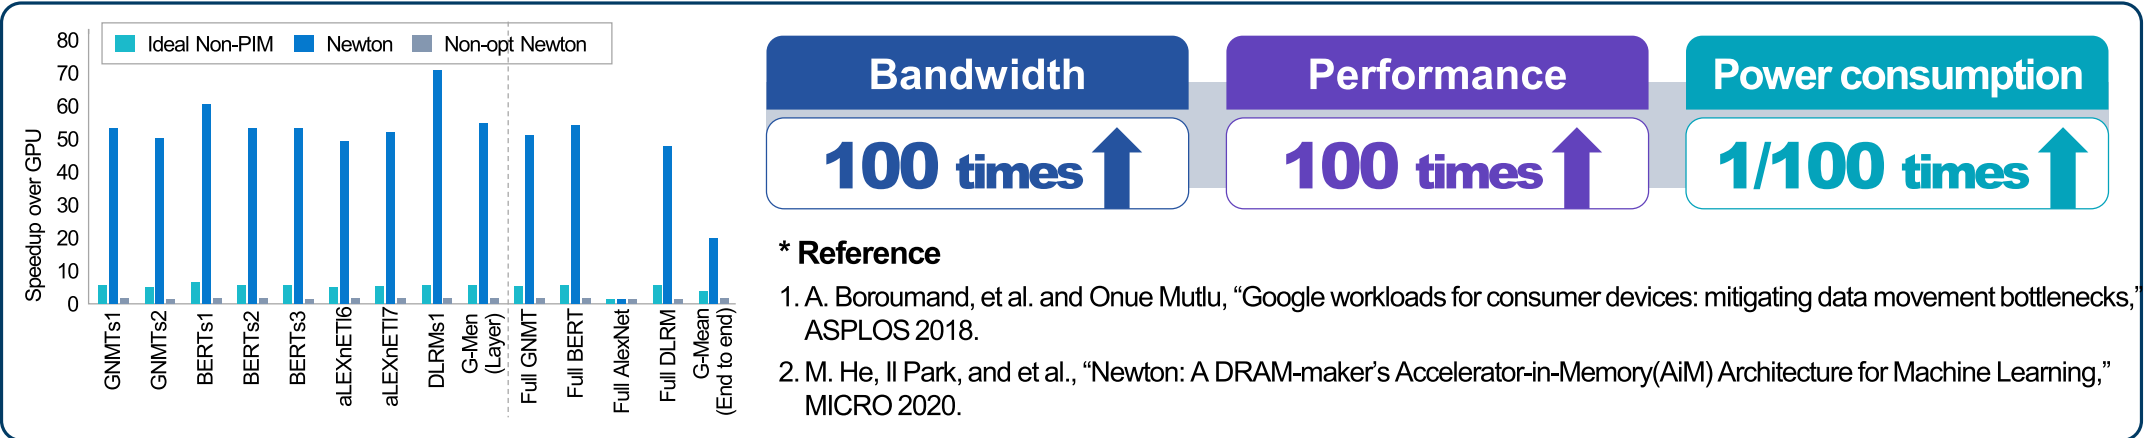 Ideal Non-PIM
Newton
Non-opt Newton
Speedup over GPU
80
70
60
50
40
30
20
10
0
GNMTs1
GNMTs2
BERTs1
BERTs2
BERTs3
aLEXnETl6
aLEXnETl7
DLRMs1
G-Men
(Layer)
Full GNMT
Full BERT
Full AlexNet
Full DLRM
G-Mean
(End to end)
Bandwidth
100 times
Performance
100 times
Power consumption
1/100 times
* Reference
1. A. Boroumand, et al. and Onue Mutlu, “Google workloads for consumer devices: mitigating data movement bottlenecks,”
ASPLOS 2018.
2. M. He, Il Park, and et al., “Newton: A DRAM-maker’s Accelerator-in-Memory(AiM) Architecture for Machine Learning,”
MICRO 2020.